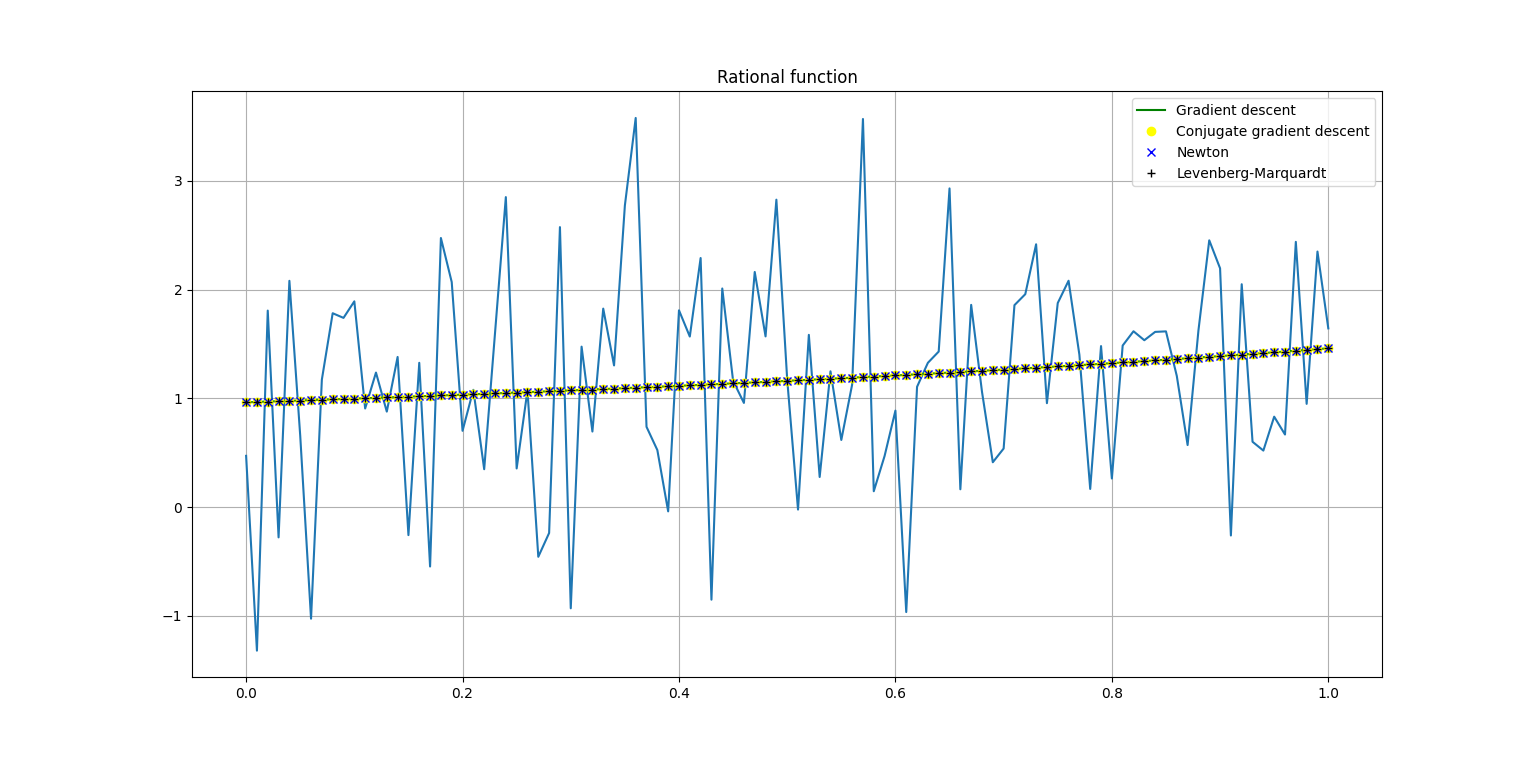 Rational function
Gradient descent
Conjugate gradient descent
Newton
Levenberg-Marquardt
3
2
1
0
−1
0.0 0.2 0.4 0.6 0.8 1.0